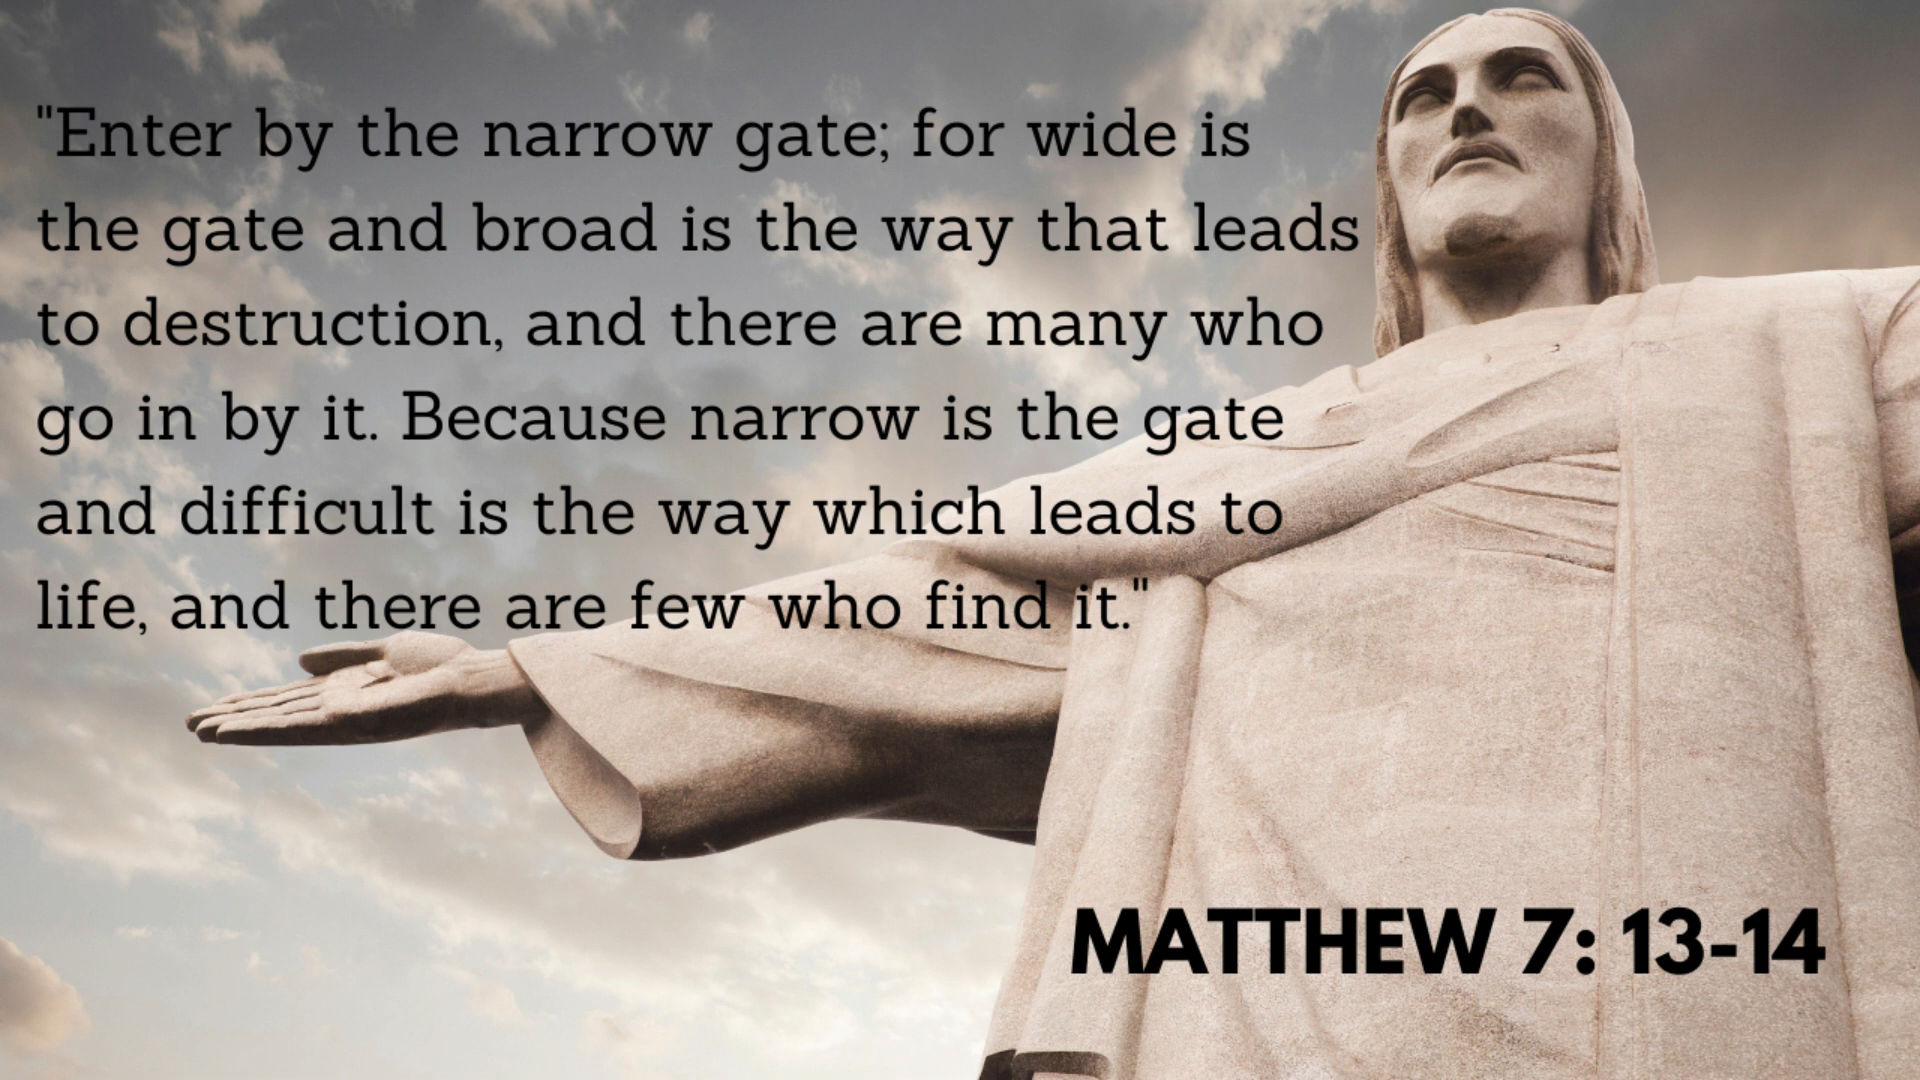 "Enter by the narrow gate; for wide is
the gate and broad is the way that leads
to destruction, and there are many who
go in by it. Because narrow is the gate
and difficult is the way which leads to
life, and there are few who find it."
MATTHEW 7: 13-14